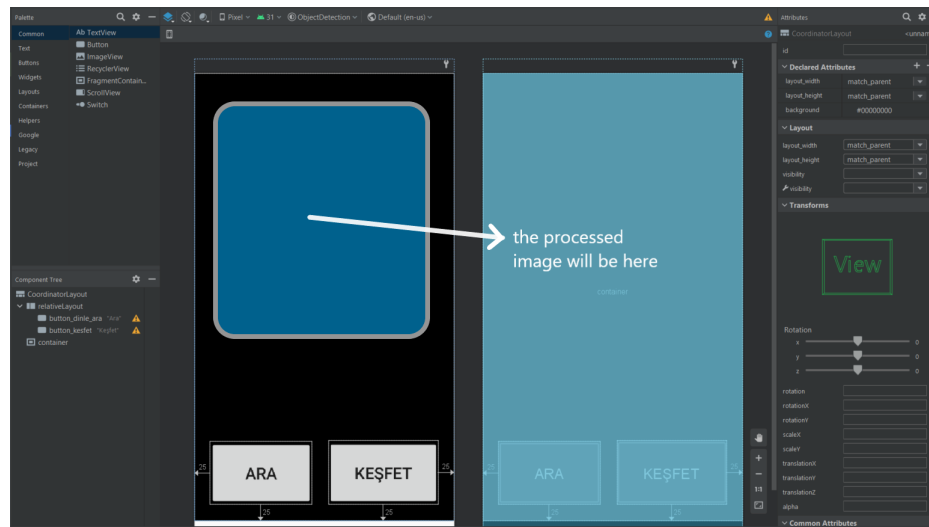 Palette
Pixel
31
ObjectDetection
Default (en-us)
Attributes
Common
Text
Buttons
Widgets
Layouts
Containers
Helpers
Google
Legacy
Project
Ab TextView
Button
ImageView
RecyclerView
FragmentContain...
ScrollView
Switch
Component Tree
CoordinatorLayout
relativeLayout
button_dinle_ara "Ara"
button_kesfet "Keşfet"
container
the processed
image will be here
container
ARA
KEŞFET
25
25
25
25
ARA
KEŞFET
25
25
25
25
1:1
CoordinatorLayout
<unnam
id
Declared Attributes
layout_width match_parent
layout_height match_parent
background #00000000
Layout
layout_width match_parent
layout_height match_parent
visibility
visibility
Transforms
View
Rotation
x 0
y 0
z 0
rotation
rotationX
rotationY
scaleX
scaleY
translationX
translationY
translationZ
alpha
Common Attributes